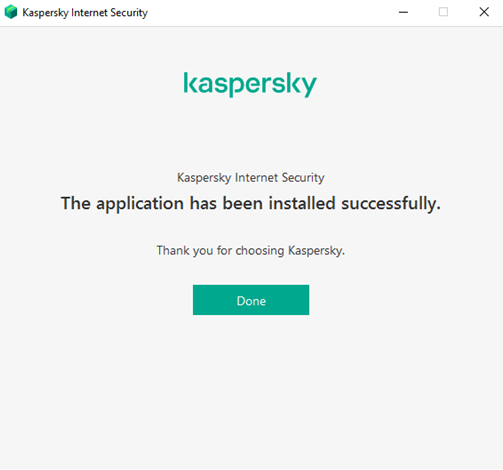 Kaspersky Internet Security
kaspersky
Kaspersky Internet Security
The application has been installed successfully.
Thank you for choosing Kaspersky.
Done